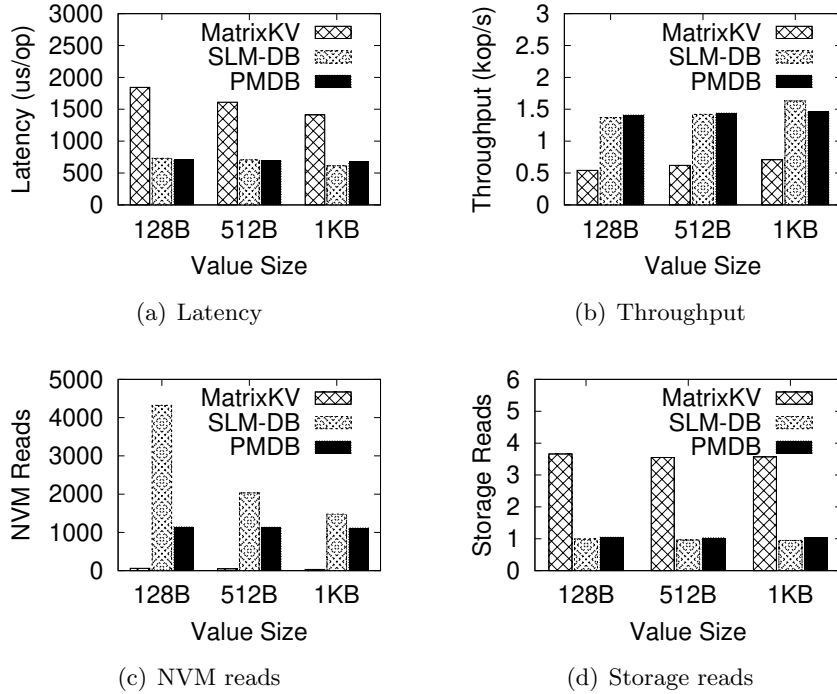 Latency (us/op)
3000
2500
2000
1500
1000
500
0
MatrixKV
SLM-DB
PMDB
128B 512B 1KB
Value Size
(a) Latency
Throughput (kop/s)
3
2.5
2
1.5
1
0.5
0
MatrixKV
SLM-DB
PMDB
128B 512B 1KB
Value Size
(b) Throughput
NVM Reads
5000
4000
3000
2000
1000
0
MatrixKV
SLM-DB
PMDB
128B 512B 1KB
Value Size
(c) NVM reads
Storage Reads
6
5
4
3
2
1
0
MatrixKV
SLM-DB
PMDB
128B 512B 1KB
Value Size
(d) Storage reads